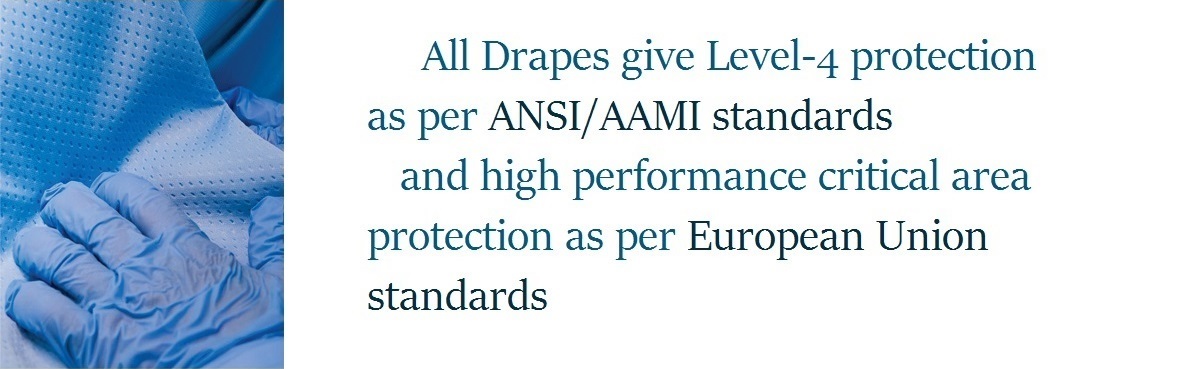 All Drapes give Level-4 protection
as per ANSI/AAMI standards
and high performance critical area
protection as per European Union
standards